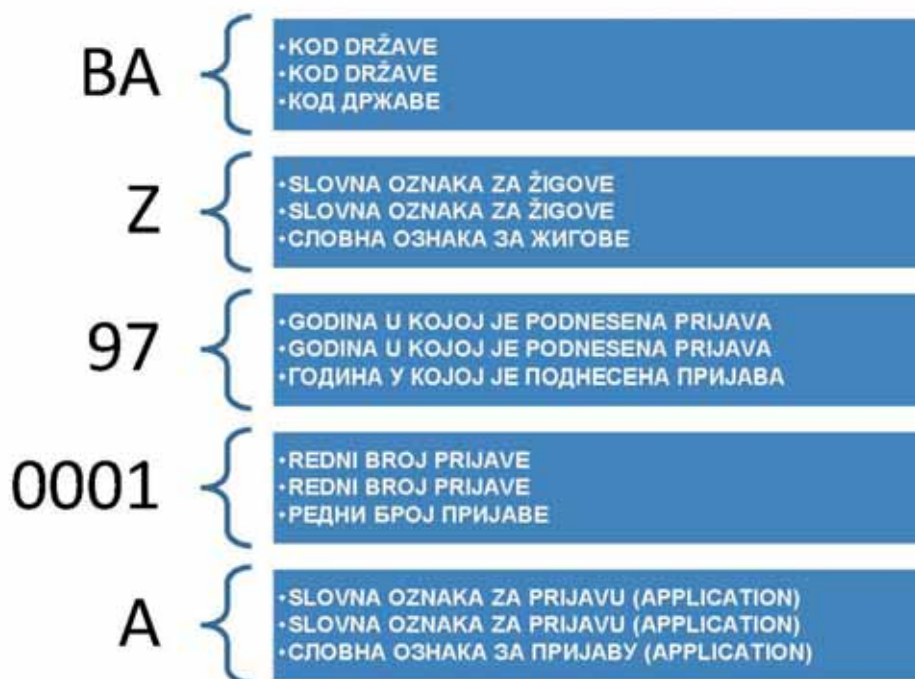 BA
•KOD DRŽAVE
•KOD DRŽAVE
•КОД ДРЖАВЕ
Z
•SLOVNA OZNAKA ZA ŽIGOVE
•SLOVNA OZNAKA ZA ŽIGOVE
•СЛОВНА ОЗНАКА ЗА ЖИГОВЕ
97
•GODINA U KOJOJ JE PODNESENA PRIJAVA
•GODINA U KOJOJ JE PODNESENA PRIJAVA
•ГОДИНА У КОЈОЈ ЈЕ ПОДНЕСЕНА ПРИЈАВА
0001
•REDNI BROJ PRIJAVE
•REDNI BROJ PRIJAVE
•РЕДНИ БРОЈ ПРИЈАВЕ
A
•SLOVNA OZNAKA ZA PRIJAVU (APPLICATION)
•SLOVNA OZNAKA ZA PRIJAVU (APPLICATION)
•СЛОВНА ОЗНАКА ЗА ПРИЈАВУ (APPLICATION)